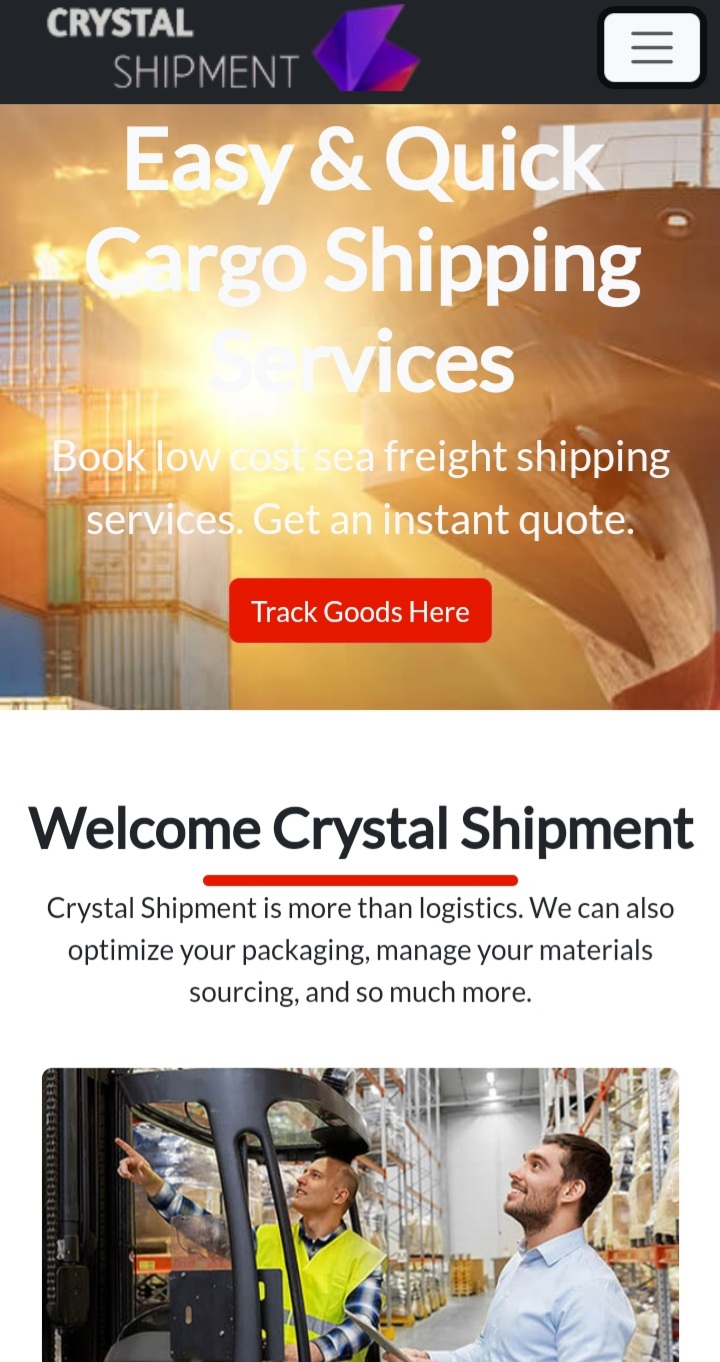 CRYSTAL
SHIPMENT
Easy & Quick
Cargo Shipping
Services
Book low cost sea freight shipping
services. Get an instant quote.
Track Goods Here
Welcome Crystal Shipment
Crystal Shipment is more than logistics. We can also
optimize your packaging, manage your materials
sourcing, and so much more.